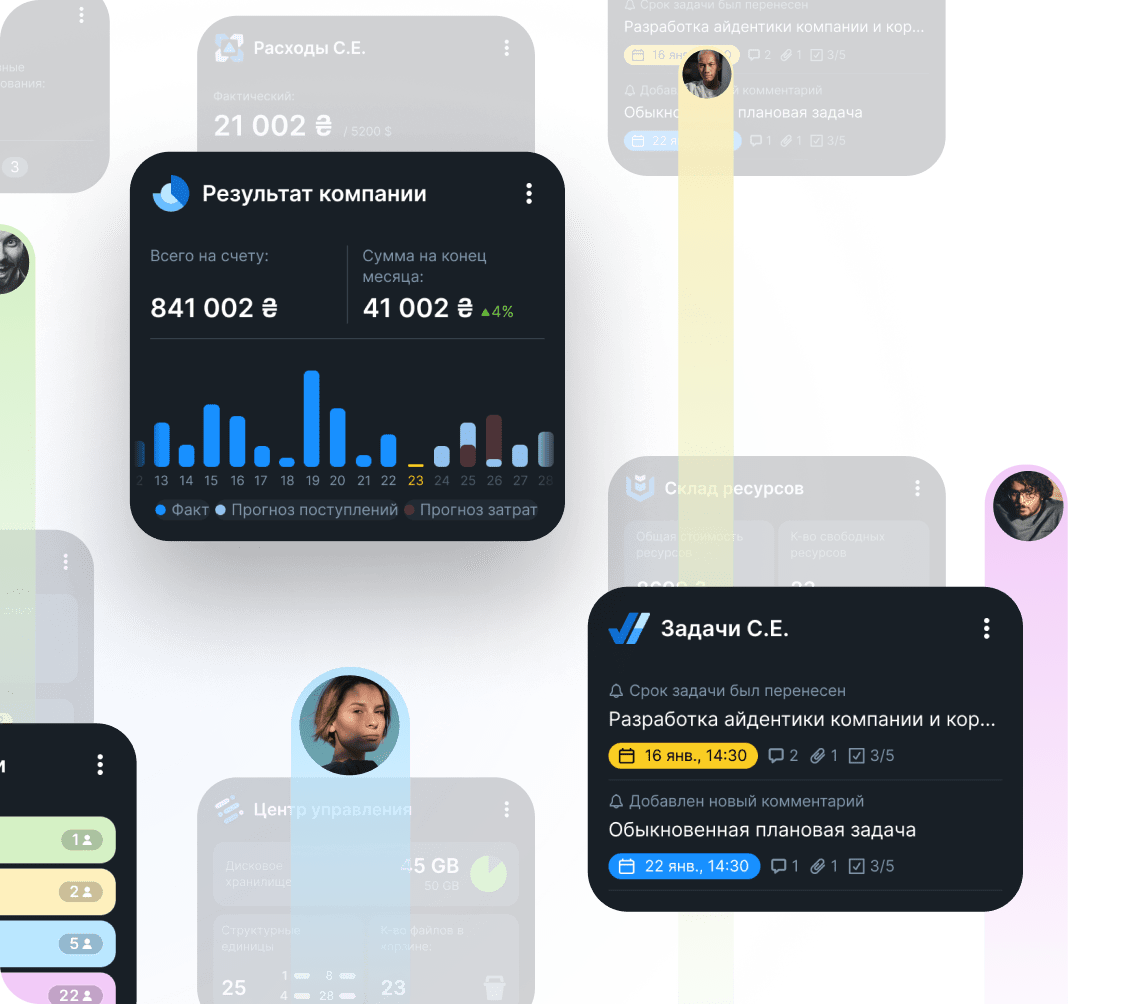 3
Расходы С.Е.
Фактический:
21 002 ₴ / 5200 $
Срок задачи был перенесен
Разработка айдентики компании и кор...
16 янв
2 1 3/5
комментарий
плановая задача
22 я
1 1 3/5
Результат компании
Всего на счету:
841 002 ₴
Сумма на конец
месяца:
41 002 ₴ 4%
13 14 15 16 17 18 19 20 21 22 23 24 25 26 27 28
Факт Прогноз поступлений Прогноз затрат
Склад ресурсов
Общая стоимость
ресурсов
К-во свободных
ресурсов
Задачи С.Е.
Срок задачи был перенесен
Разработка айдентики компании и кор...
16 янв., 14:30 2 1 3/5
Добавлен новый комментарий
Обыкновенная плановая задача
22 янв., 14:30 1 1 3/5
1
2
5
22
Центр управления
Дисковое
хранилище
45 GB
50 GB
Структурные
единицы
25
1 8
4 28
К-во файлов в
корзине:
23